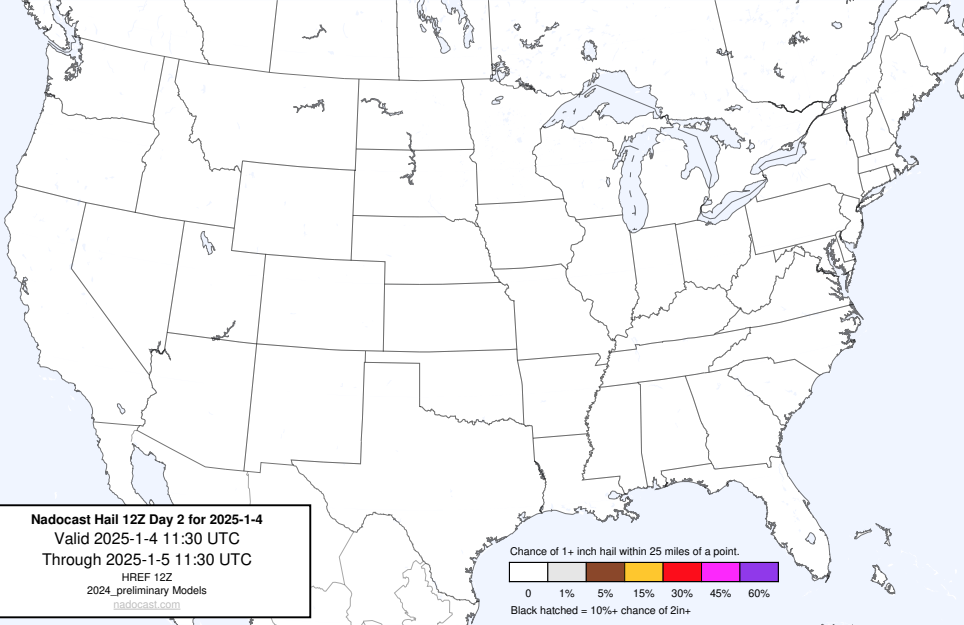 Nadocast Hail 12Z Day 2 for 2025-1-4
Valid 2025-1-4 11:30 UTC
Through 2025-1-5 11:30 UTC
HREF 12Z
2024_preliminary Models
nadocast.com
Chance of 1+ inch hail within 25 miles of a point.
0 1% 5% 15% 30% 45% 60%
Black hatched = 10%+ chance of 2in+